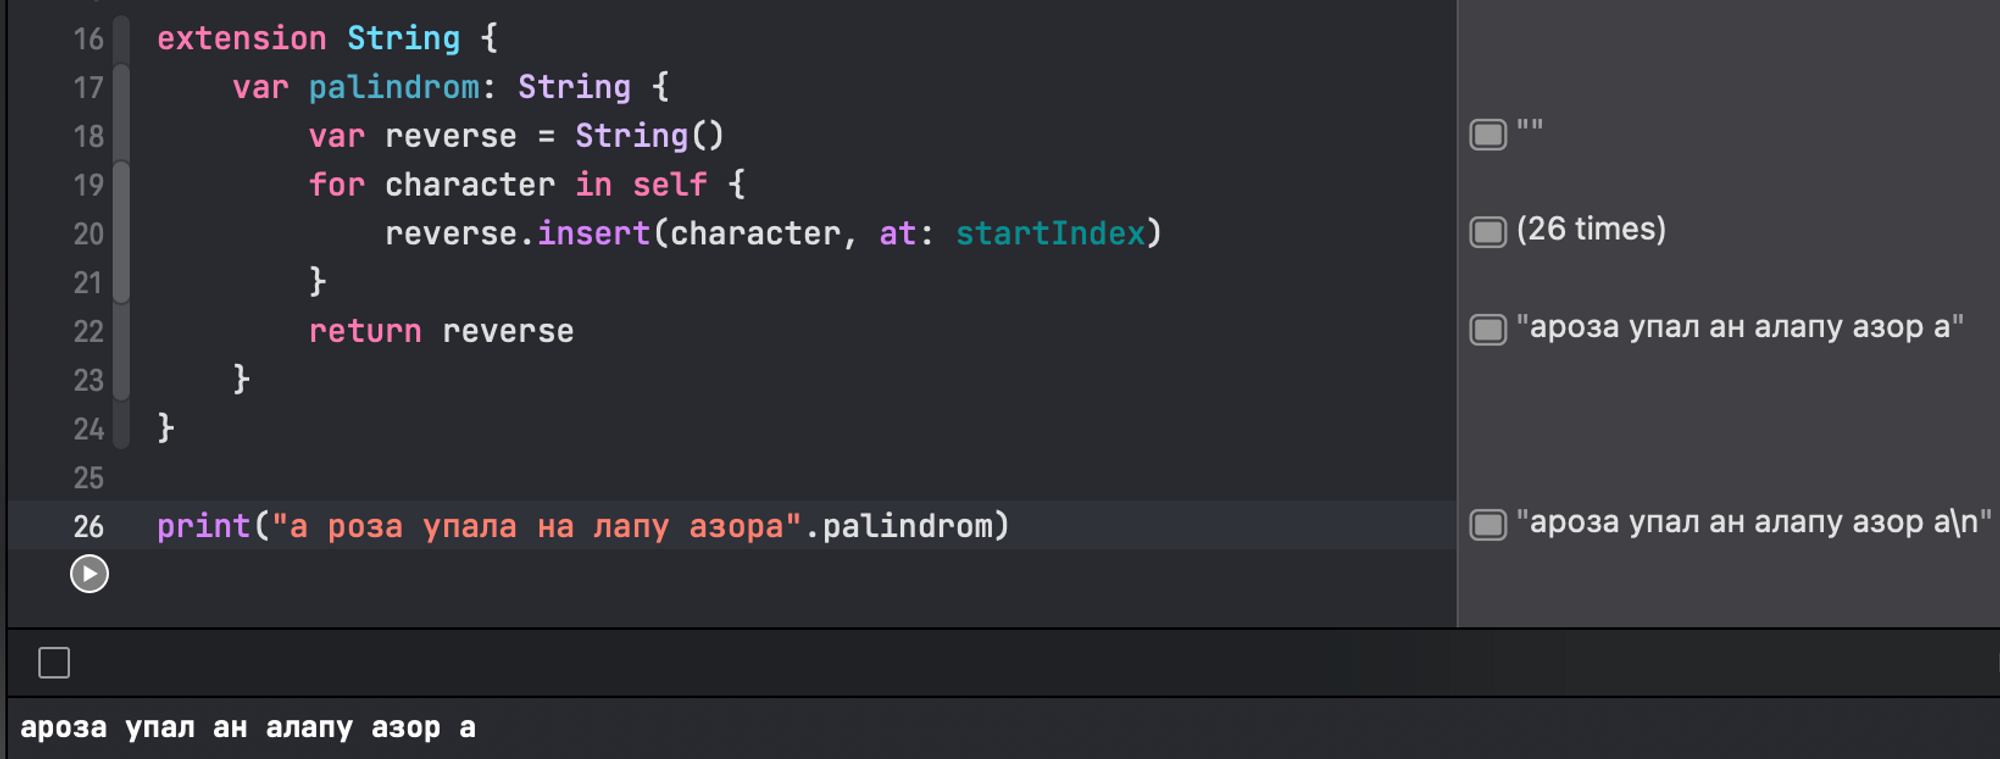 16 extension String {
17 var palindrom: String {
18 var reverse = String() ""
19 for character in self {
20 reverse.insert(character, at: startIndex) (26 times)
21 }
22 return reverse "ароза упал ан алапу азор а"
23 }
24 }
25
26 print("а роза упала на лапу азора".palindrom) "ароза упал ан алапу азор а\n"
ароза упал ан алапу азор а